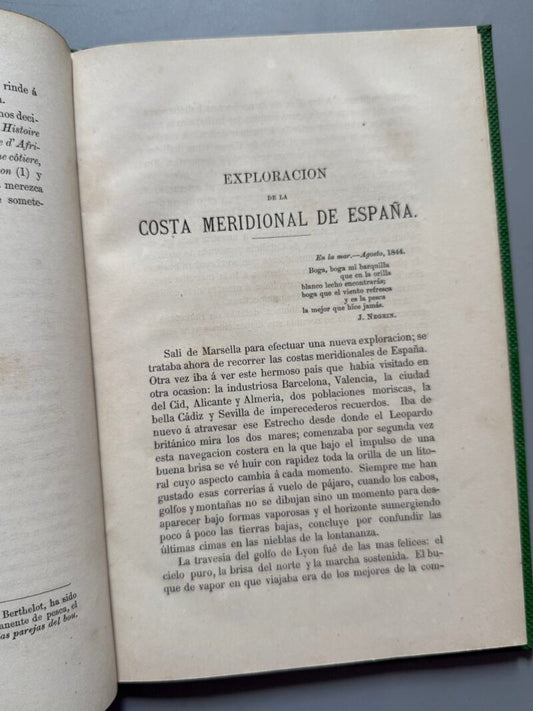 rinde á
nos deci-
Histoire
e d'Afri-
ne côtiere,
on (1) y
merezca
e somete-
Berthelot, ha sido
anente de pesca, el
as parejas del bou.
EXPLORACION
DE LA
COSTA MERIDIONAL DE ESPAÑA.
En la mar.—Agosto, 1844.
Boga, boga mi barquilla
que en la orilla
blanco lecho encontrarás;
boga que el viento refresca
y es la pesca
la mejor que hice jamás.
J. NEGRIN.
Salí de Marsella para efectuar una nueva exploracion; se
trataba ahora de recorrer las costas meridionales de España.
Otra vez iba á ver este hermoso país que habia visitado en
otra ocasion: la industriosa Barcelona, Valencia, la ciudad
del Cid, Alicante y Almeria, dos poblaciones moriscas, la
bella Cádiz y Sevilla de imperecederos recuerdos. Iba de
nuevo á atravesar ese Estrecho desde donde el Leopardo
británico mira los dos mares; comenzaba por segunda vez
esta navegacion costera en la que bajo el impulso de una
buena brisa se vé huir con rapidez toda la orilla de un lito-
ral cuyo aspecto cambia á cada momento. Siempre me han
gustado esas correrías á vuelo de pájaro, cuando los cabos,
golfos y montañas no se dibujan sino un momento para des-
aparecer bajo formas vaporosas y el horizonte sumergiendo
poco á poco las tierras bajas, concluye por confundir las
últimas cimas en las nieblas de la lontananza.
La travesía del golfo de Lyon fué de las mas felices: el
cielo puro, la brisa del norte y la marcha sostenida. El bu-
que de vapor en que viajaba era de los mejores de la com-